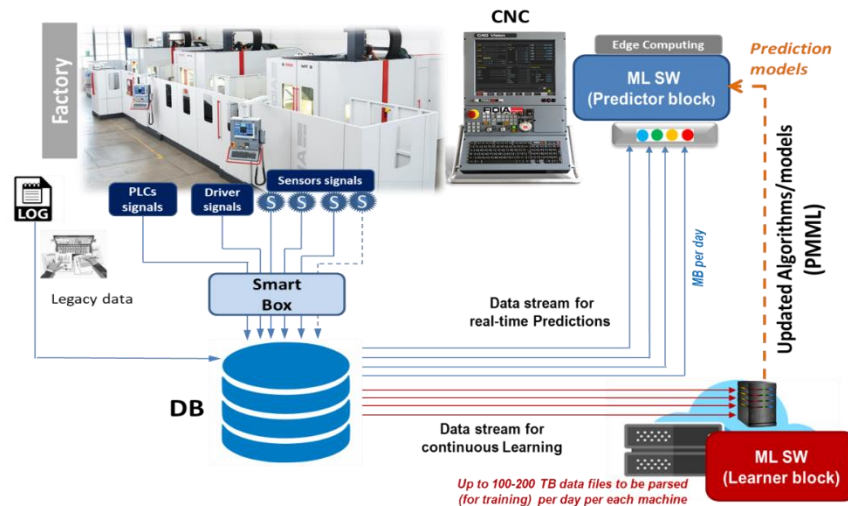 CNC
Factory
Edge Computing
ML SW
(Predictor block)
Prediction
models
PLCs
signals
Driver
signals
Sensors signals
S
S
S
S
LOG
Legacy data
Smart
Box
MB per day
Updated Algorithms/models
(PMML)
Data stream for
real-time Predictions
DB
Data stream for
continuous Learning
ML SW
(Learner block)
Up to 100-200 TB data files to be parsed
(for training) per day per each machine